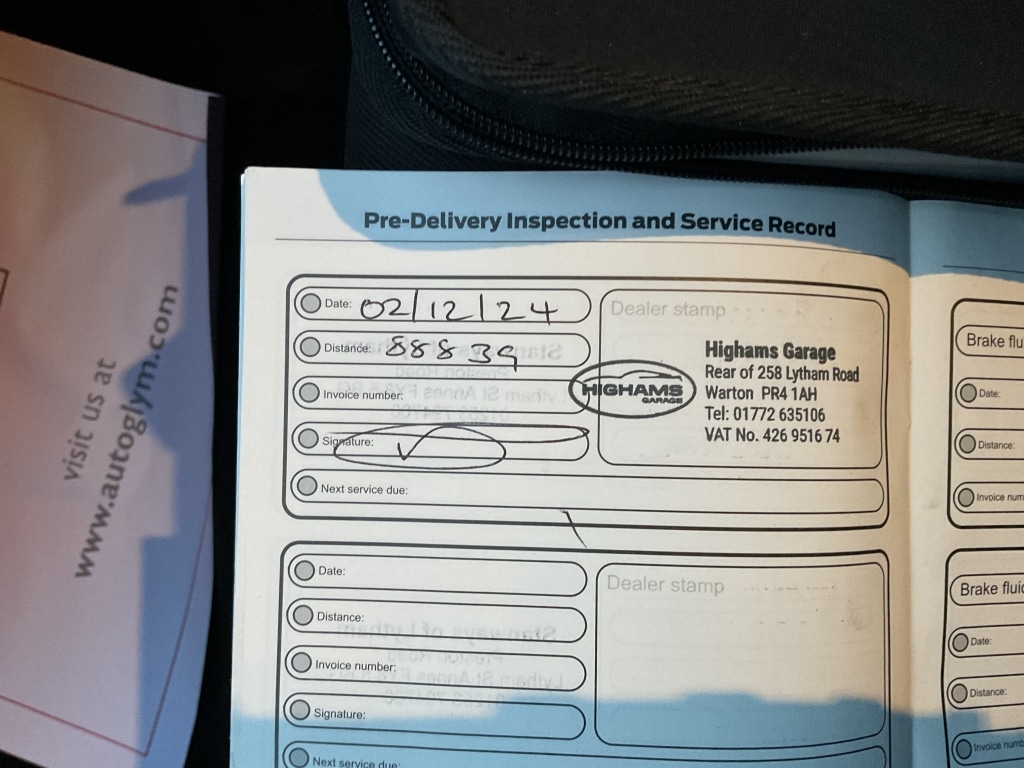 visit us at
www.autoglym.com
Pre-Delivery Inspection and Service Record
Date: 02/12/24
Distance: 88839
Invoice number:
Signature:
Next service due:
Dealer stamp
HIGHAMS
GARAGE
Highams Garage
Rear of 258 Lytham Road
Warton PR4 1AH
Tel: 01772 635106
VAT No. 426 9516 74
Date:
Distance:
Invoice number:
Signature:
Next service due:
Dealer stamp
Brake flu
Date:
Distance:
Invoice num
Brake fluid
Date:
Distance:
Invoice numb